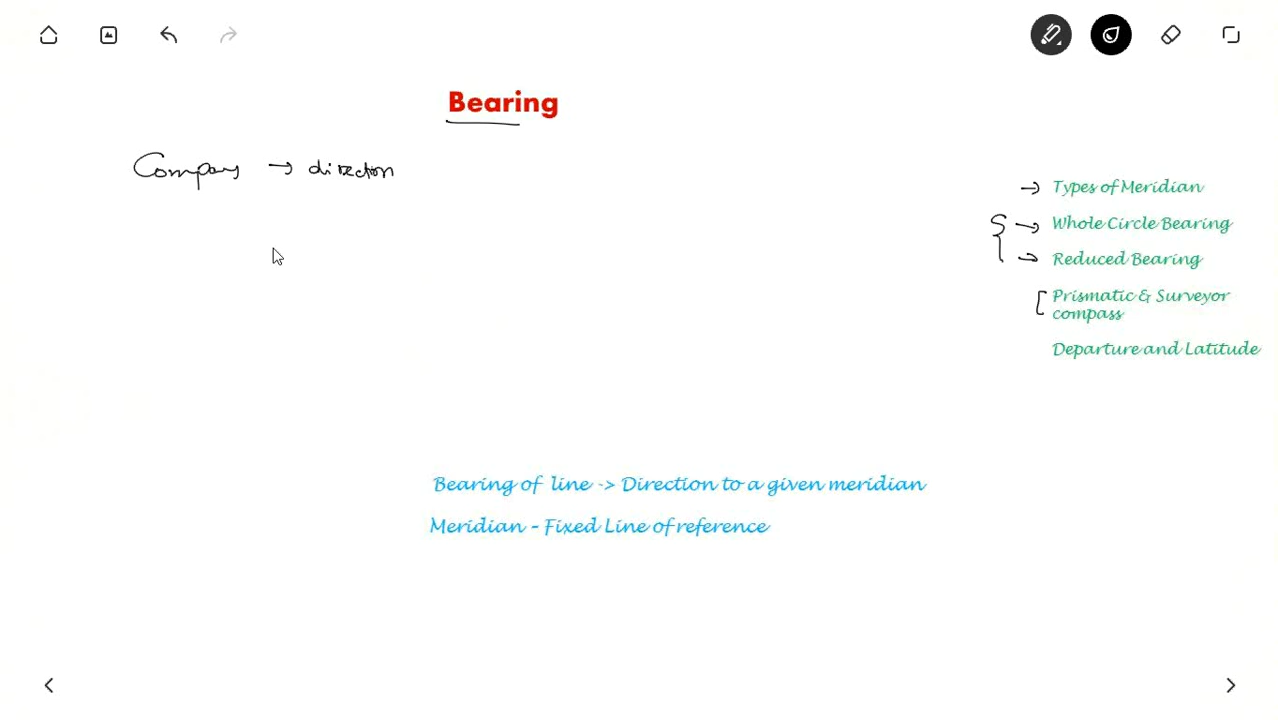 Bearing
Compass → direction
→ Types of Meridian
→ Whole Circle Bearing
→ Reduced Bearing
Prismatic & Surveyor
compass
Departure and Latitude
Bearing of line -> Direction to a given meridian
Meridian - Fixed Line of reference